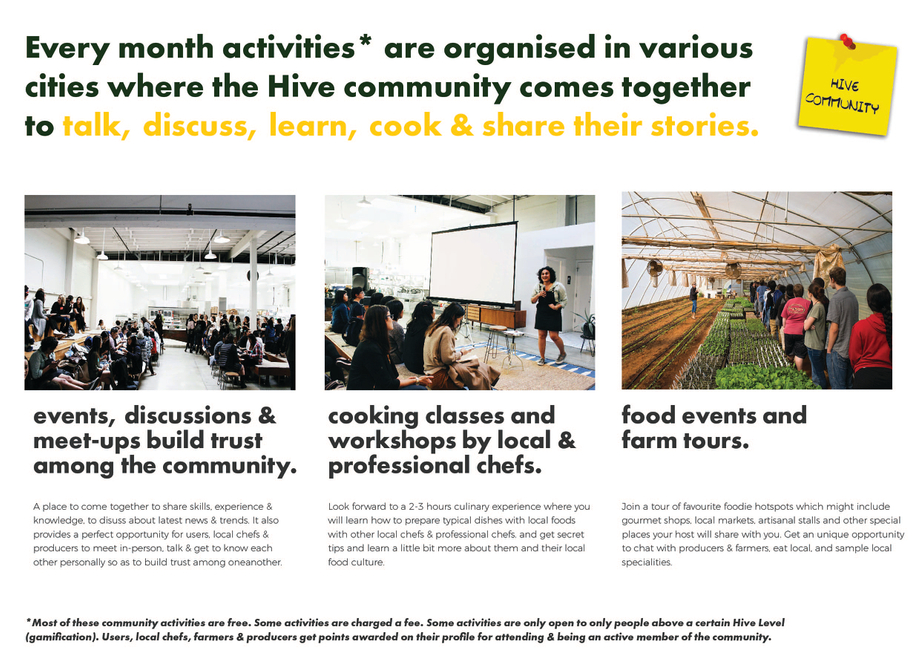 Every month activities* are organised in various
cities where the Hive community comes together
to talk, discuss, learn, cook & share their stories.
HIVE
COMMUNITY
events, discussions &
meet-ups build trust
among the community.
A place to come together to share skills, experience &
knowledge, to disuss about latest news & trends. It also
provides a perfect opportunity for users, local chefs &
producers to meet in-person, talk & get to know each
other personally so as to build trust among oneanother.
cooking classes and
workshops by local &
professional chefs.
Look forward to a 2-3 hours culinary experience where you
will learn how to prepare typical dishes with local foods
with other local chefs & professional chefs. and get secret
tips and learn a little bit more about them and their local
food culture.
food events and
farm tours.
Join a tour of favourite foodie hotspots which might include
gourmet shops, local markets, artisanal stalls and other special
places your host will share with you. Get an unique opportunity
to chat with producers & farmers, eat local, and sample local
specialities.
*Most of these community activities are free. Some activities are charged a fee. Some activities are only open to only people above a certain Hive Level
(gamification). Users, local chefs, farmers & producers get points awarded on their profile for attending & being an active member of the community.